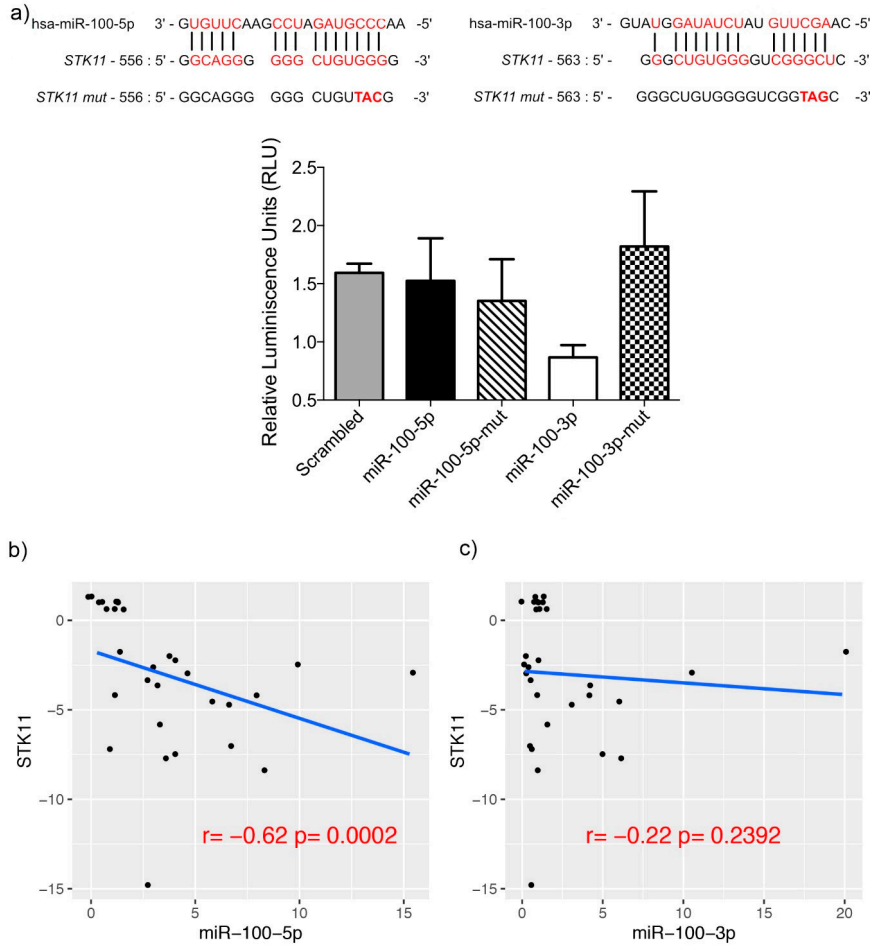 a)
hsa-miR-100-5p 3' - GUGUUCAAGCCUAGAUGCCCAA -5'
STK11 - 556 : 5' - GGCAGGG GGGCUGUGGGG -3'
STK11 mut - 556 : 5' - GGCAGGG GGG CUGUTACG -3'
hsa-miR-100-3p 3'- GUAUGGAUAUCUAU GUUCGAAC -5'
STK11 - 563 : 5' - GGGCUGUGGGGUCGGGCUC -3'
STK11 mut - 563 : 5' - GGGCUGUGGGGUCGGTAGC -3'
Relative Luminiscence Units (RLU)
2.5
2.0
1.5
1.0
0.5
Scrambled
miR-100-5p
miR-100-5p-mut
miR-100-3p
miR-100-3p-mut
b)
STK11
0
−5
−10
−15
r= −0.62 p= 0.0002
0 5 10 15
miR−100−5p
c)
STK11
0
−5
−10
−15
r= −0.22 p= 0.2392
0 5 10 15 20
miR−100−3p